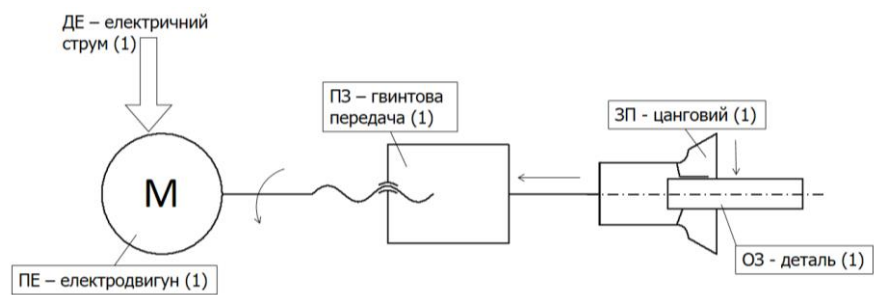 ДЕ – електричний
струм (1)
ПЗ – гвинтова
передача (1)
ЗП - цанговий (1)
М
ПЕ – електродвигун (1)
ОЗ - деталь (1)